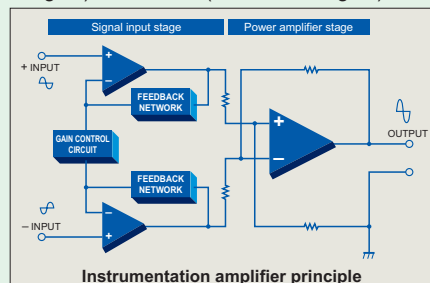 Signal input stage
Power amplifier stage
+ INPUT
+
−
FEEDBACK
NETWORK
GAIN CONTROL
CIRCUIT
+
−
OUTPUT
FEEDBACK
NETWORK
− INPUT
−
+
Instrumentation amplifier principle